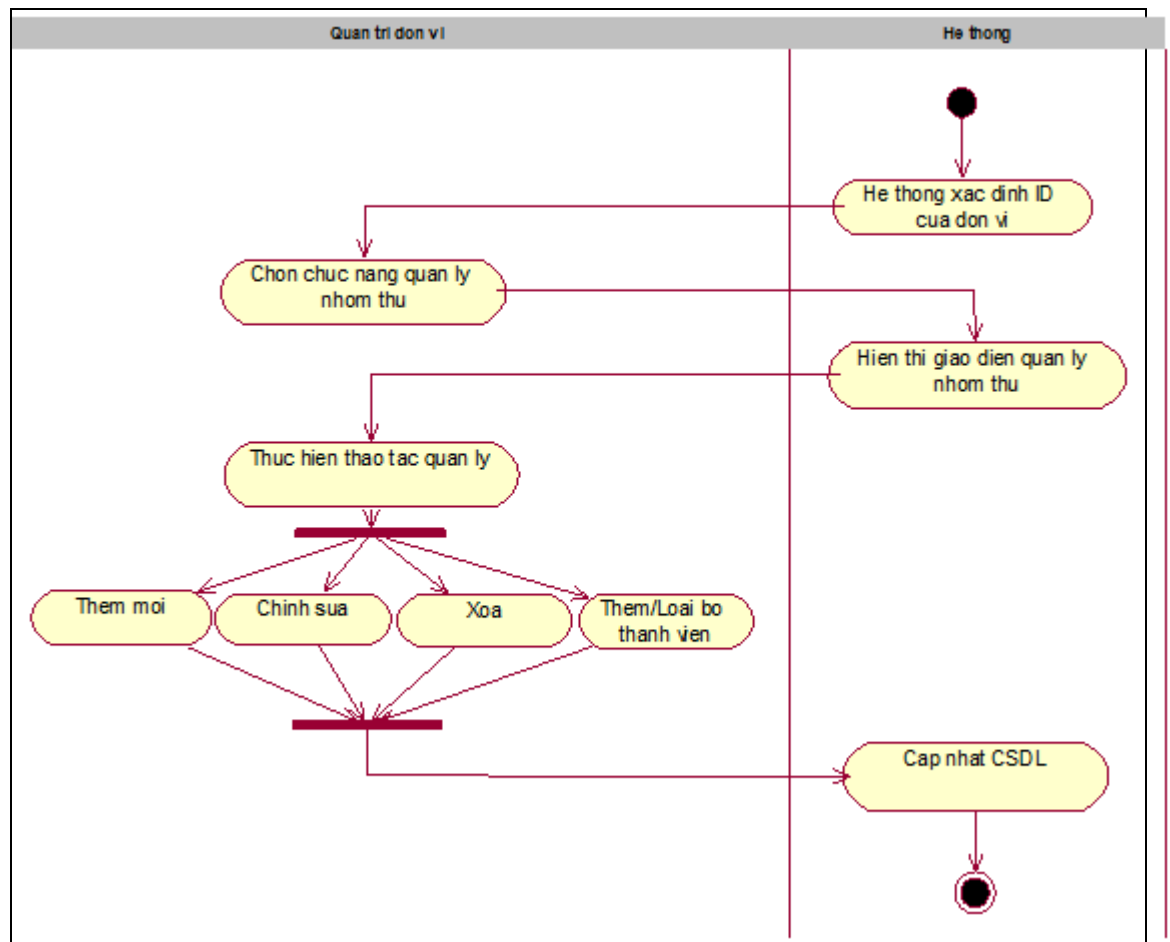 Quan tri don vi
He thong
He thong xac dinh ID
cua don vi
Chon chuc nang quan ly
nhom thu
Hien thi giao dien quan ly
nhom thu
Thuc hien thao tac quan ly
Them moi
Chinh sua
Xoa
Them/Loai bo
thanh vien
Cap nhat CSDL